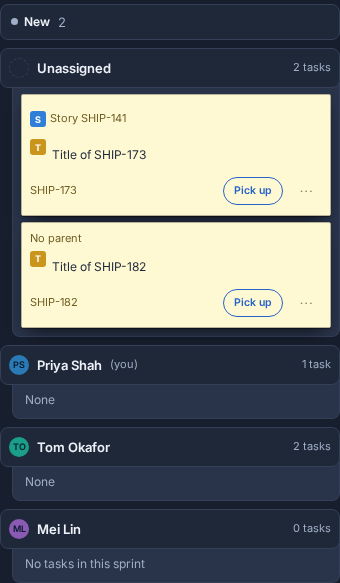 New 2
Unassigned 2 tasks
S Story SHIP-141
T Title of SHIP-173
SHIP-173 Pick up ...
No parent
T Title of SHIP-182
SHIP-182 Pick up ...
PS Priya Shah (you) 1 task
None
TO Tom Okafor 2 tasks
None
ML Mei Lin 0 tasks
No tasks in this sprint